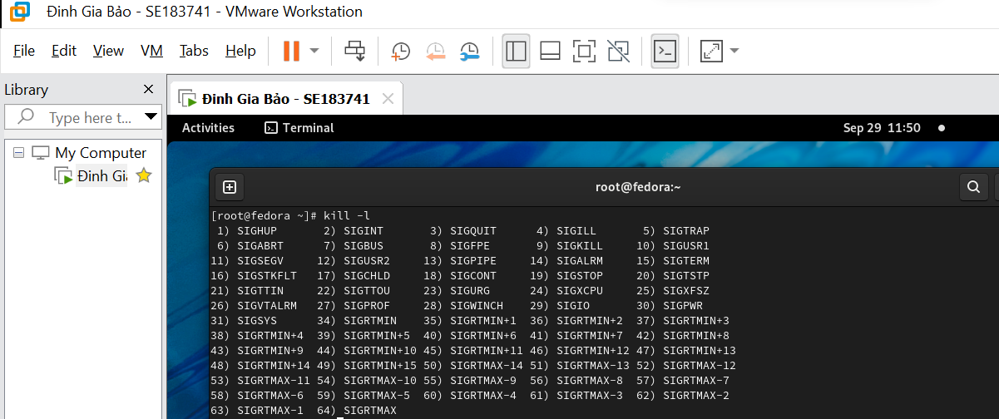 Đinh Gia Bảo - SE183741 - VMware Workstation
File Edit View VM Tabs Help
Library
Type here t...
Đinh Gia Bảo - SE183741
Activities Terminal Sep 29 11:50
My Computer
Đinh Gia
root@fedora:~
[root@fedora ~]# kill -l
1) SIGHUP 2) SIGINT 3) SIGQUIT 4) SIGILL 5) SIGTRAP
6) SIGABRT 7) SIGBUS 8) SIGFPE 9) SIGKILL 10) SIGUSR1
11) SIGSEGV 12) SIGUSR2 13) SIGPIPE 14) SIGALRM 15) SIGTERM
16) SIGSTKFLT 17) SIGCHLD 18) SIGCONT 19) SIGSTOP 20) SIGTSTP
21) SIGTTIN 22) SIGTTOU 23) SIGURG 24) SIGXCPU 25) SIGXFSZ
26) SIGVTALRM 27) SIGPROF 28) SIGWINCH 29) SIGIO 30) SIGPWR
31) SIGSYS 34) SIGRTMIN 35) SIGRTMIN+1 36) SIGRTMIN+2 37) SIGRTMIN+3
38) SIGRTMIN+4 39) SIGRTMIN+5 40) SIGRTMIN+6 41) SIGRTMIN+7 42) SIGRTMIN+8
43) SIGRTMIN+9 44) SIGRTMIN+10 45) SIGRTMIN+11 46) SIGRTMIN+12 47) SIGRTMIN+13
48) SIGRTMIN+14 49) SIGRTMIN+15 50) SIGRTMAX-14 51) SIGRTMAX-13 52) SIGRTMAX-12
53) SIGRTMAX-11 54) SIGRTMAX-10 55) SIGRTMAX-9 56) SIGRTMAX-8 57) SIGRTMAX-7
58) SIGRTMAX-6 59) SIGRTMAX-5 60) SIGRTMAX-4 61) SIGRTMAX-3 62) SIGRTMAX-2
63) SIGRTMAX-1 64) SIGRTMAX